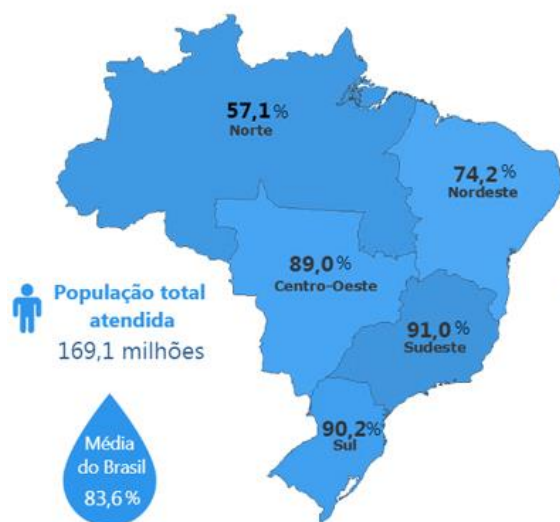 57,1%
Norte
74,2%
Nordeste
89,0%
Centro-Oeste
91,0%
Sudeste
90,2%
Sul
População total
atendida
169,1 milhões
Média
do Brasil
83,6%